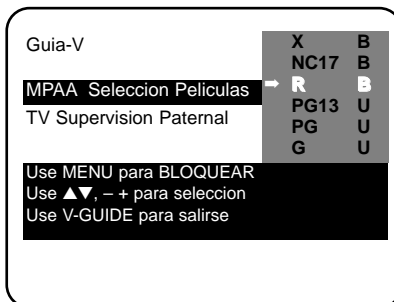 Guia-V
MPAA Seleccion Peliculas
TV Supervision Paternal
X B
NC17 B
➡ R B
PG13 U
PG U
G U
Use MENU para BLOQUEAR
Use ▲▼, – + para seleccion
Use V-GUIDE para salirse